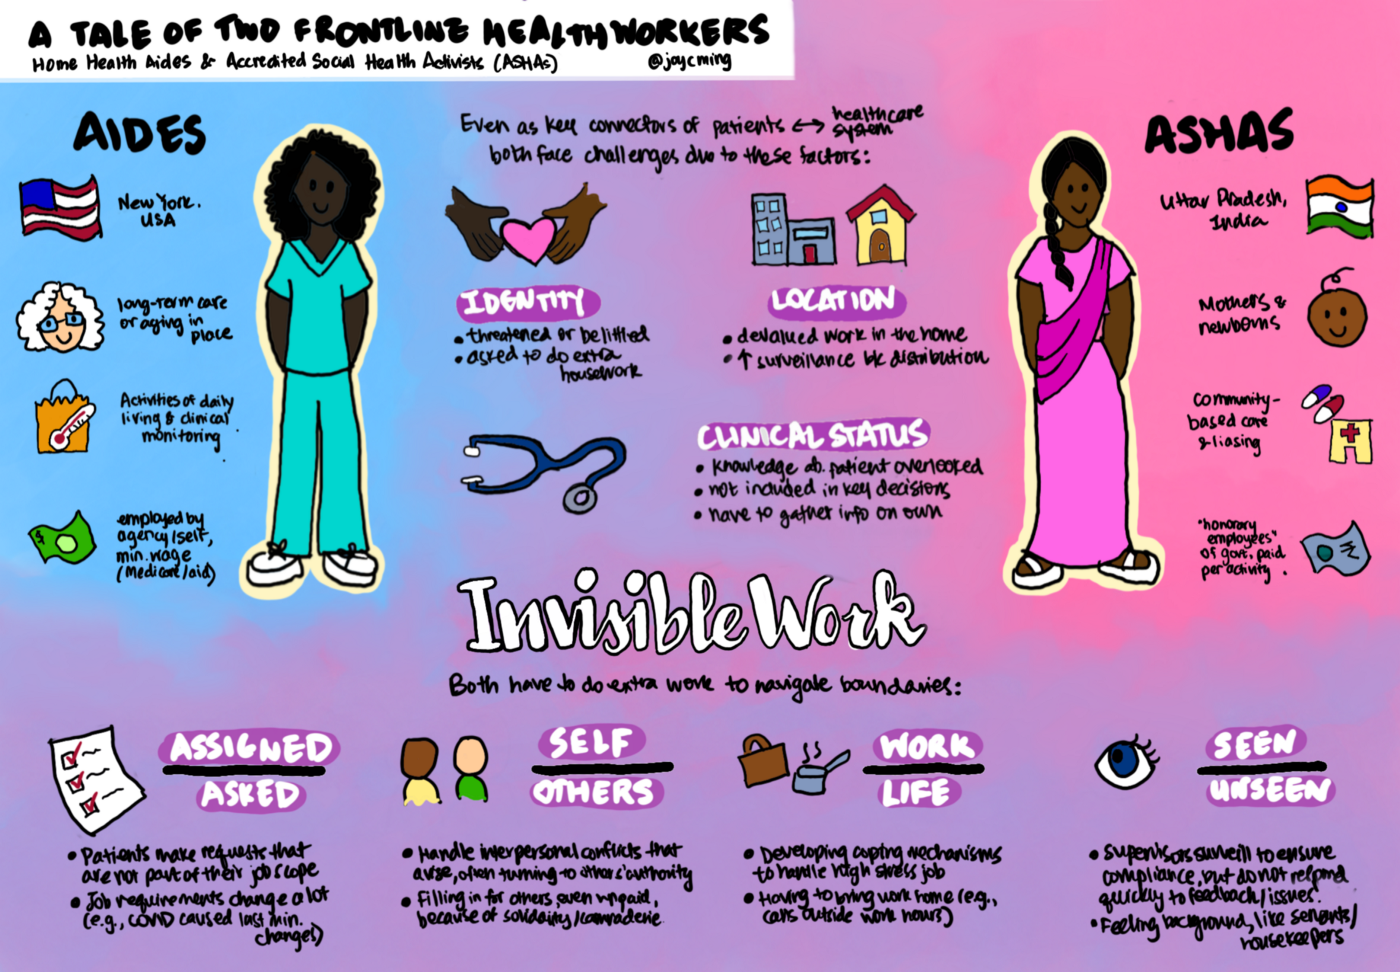 A TALE OF TWO FRONTLINE HEALTH WORKERS
Home Health Aides & Accredited Social Health Activists (ASHAs)
@joycming
AIDES
New York,
USA
long-term care
or aging in
place
Activities of daily
living & clinical
monitoring
employed by
agency/self,
min. wage
(Medicare/aid)
Even as key connectors of patients ↔ healthcare
system
both face challenges due to these factors:
IDENTITY
• threatened or belittled
• asked to do extra
housework
LOCATION
• devalued work in the home
• ↑ surveillance b/c distribution
CLINICAL STATUS
• knowledge ab. patient overlooked
• not included in key decisions
• have to gather info on own
ASHAS
Uttar Pradesh,
India
Mothers &
newborns
Community-
based care
& liasing
"honorary
employees"
of govt. paid
per activity.
Invisible Work
Both have to do extra work to navigate boundaries:
ASSIGNED
ASKED
• Patients make requests that
are not part of their job scope
• Job requirements change a lot
(e.g., COVID caused last min.
changes)
SELF
OTHERS
• Handle interpersonal conflicts that
arise, often turning to others' authority
• Filling in for others, even unpaid,
because of solidarity/camraderie
WORK
LIFE
• Developing coping mechanisms
to handle high stress job
• Having to bring work home (e.g.,
calls outside work hours)
SEEN
UNSEEN
• Supervisors surveill to ensure
compliance, but do not respond
quickly to feedback/issues.
• Feeling background, like servants/
housekeepers